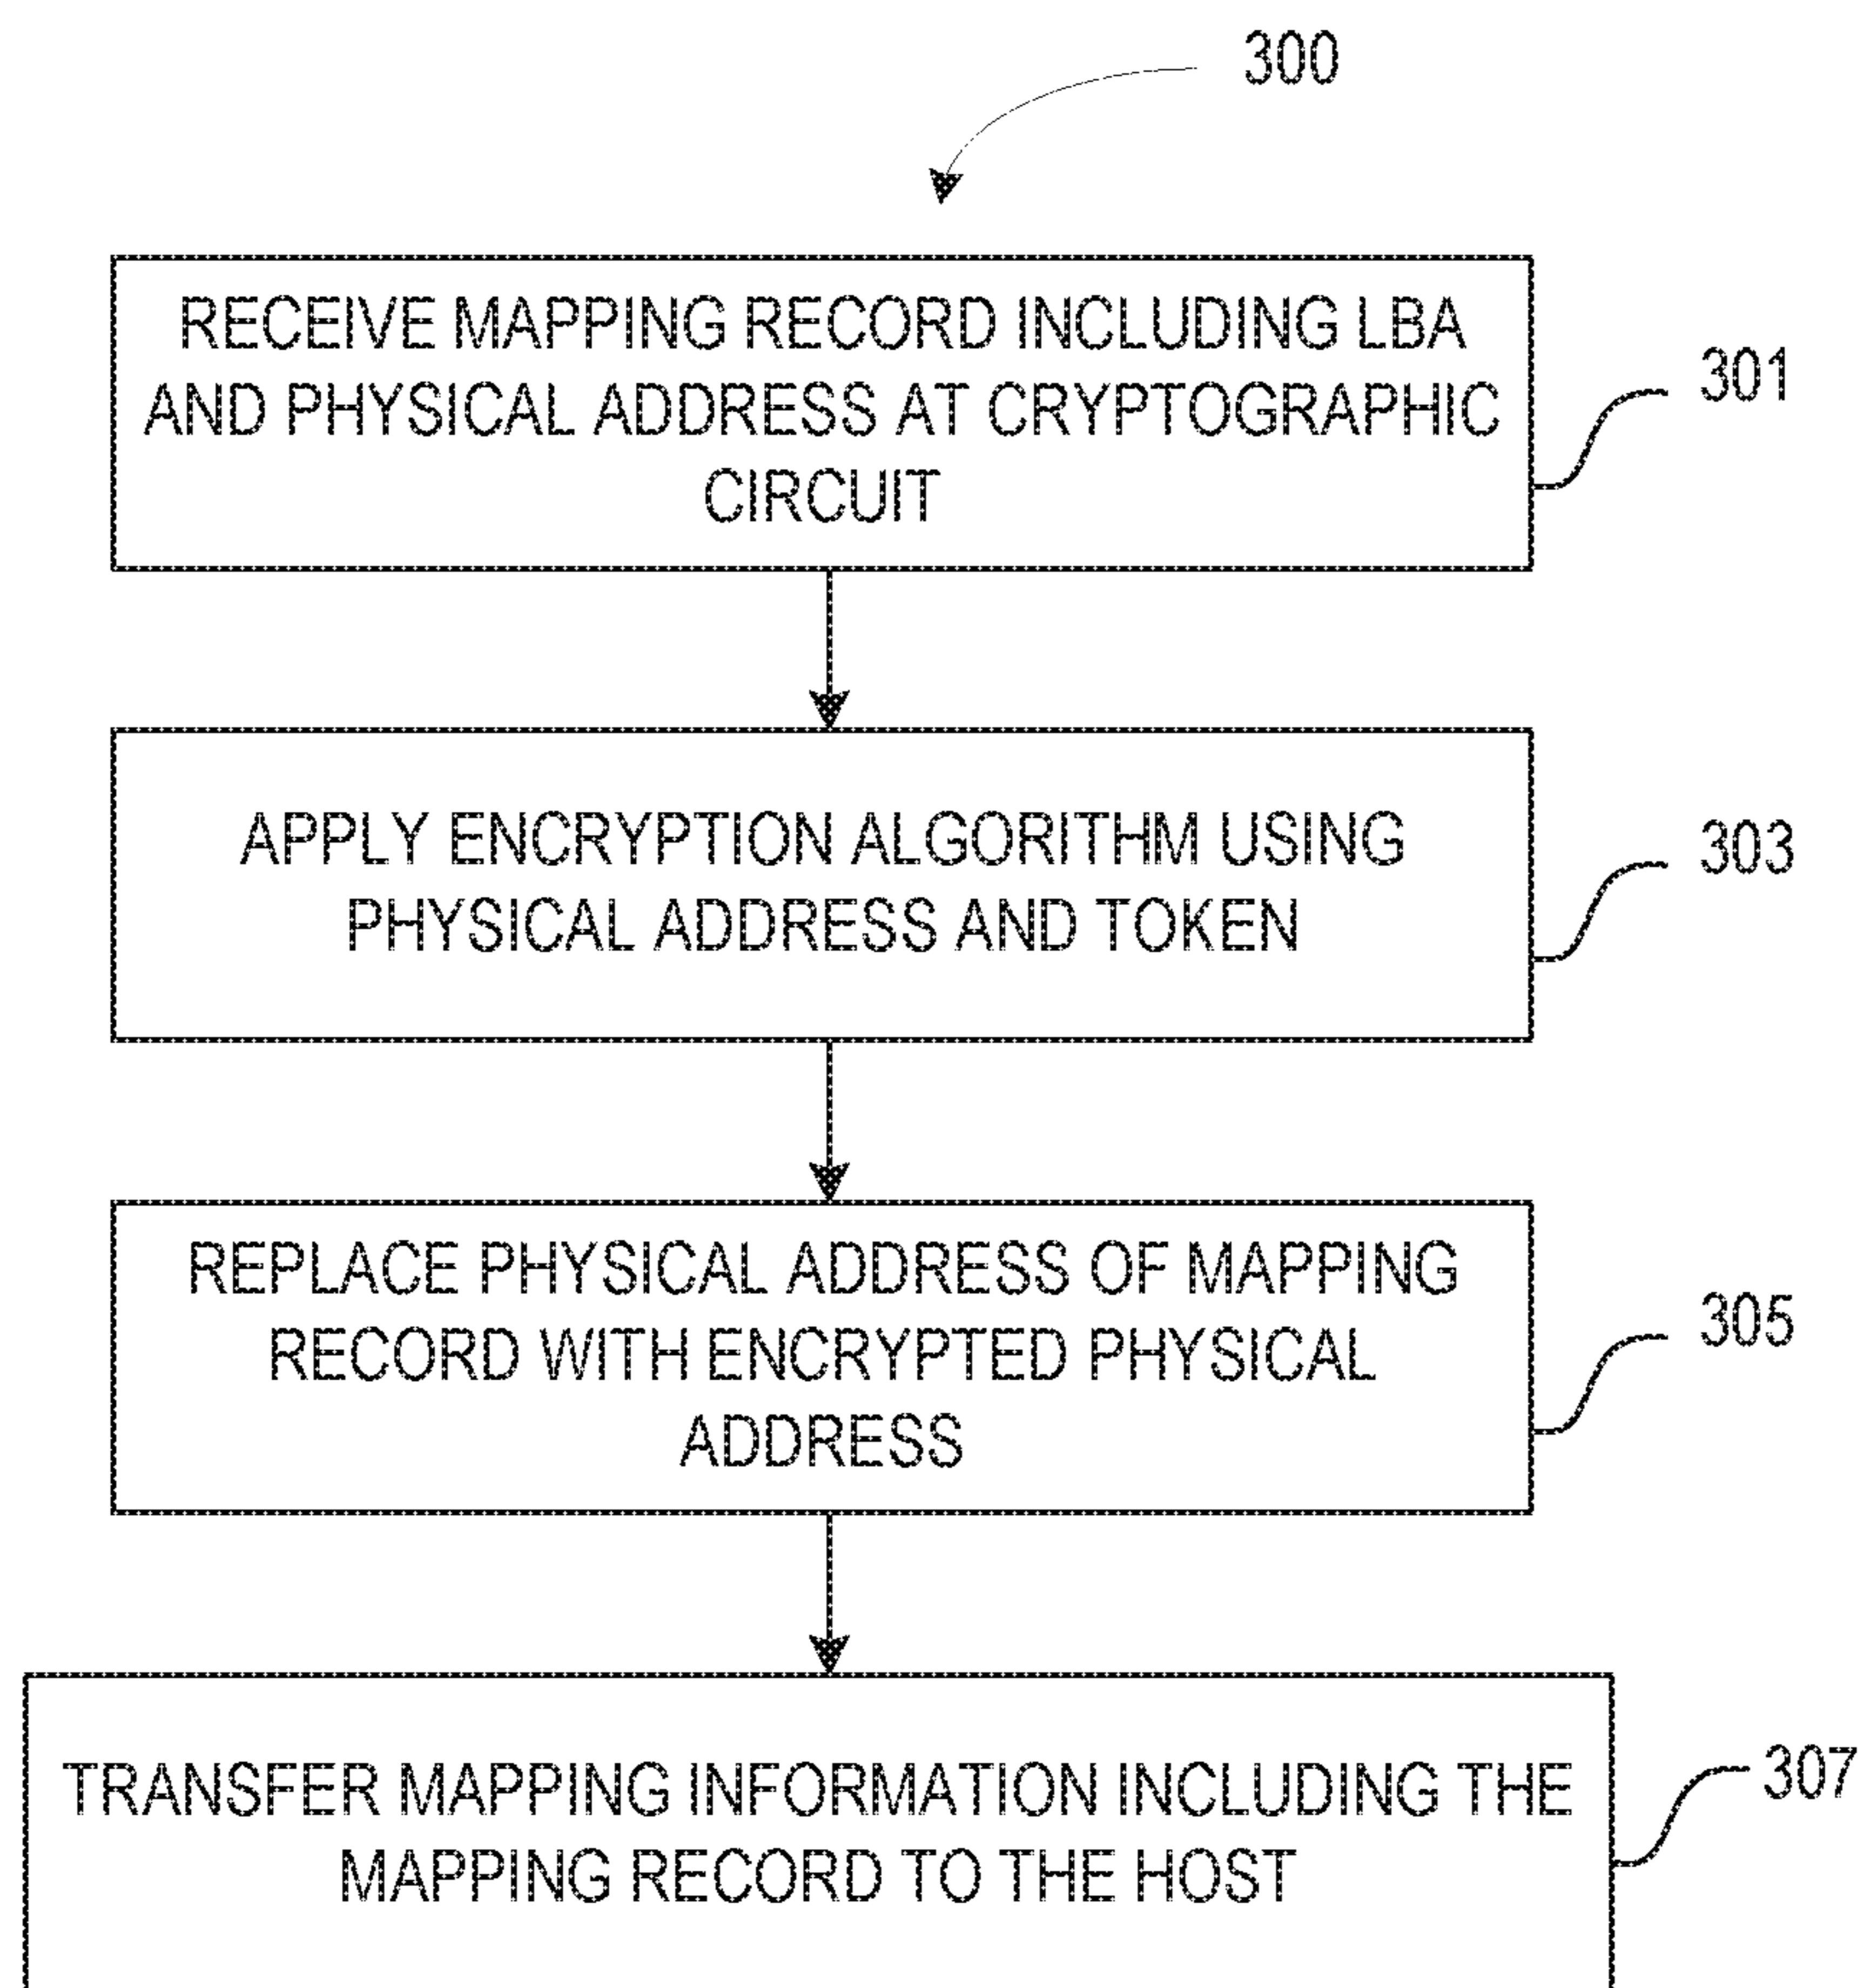 300
RECEIVE MAPPING RECORD INCLUDING LBA
AND PHYSICAL ADDRESS AT CRYPTOGRAPHIC
CIRCUIT
301
APPLY ENCRYPTION ALGORITHM USING
PHYSICAL ADDRESS AND TOKEN
303
REPLACE PHYSICAL ADDRESS OF MAPPING
RECORD WITH ENCRYPTED PHYSICAL
ADDRESS
305
TRANSFER MAPPING INFORMATION INCLUDING THE
MAPPING RECORD TO THE HOST
307